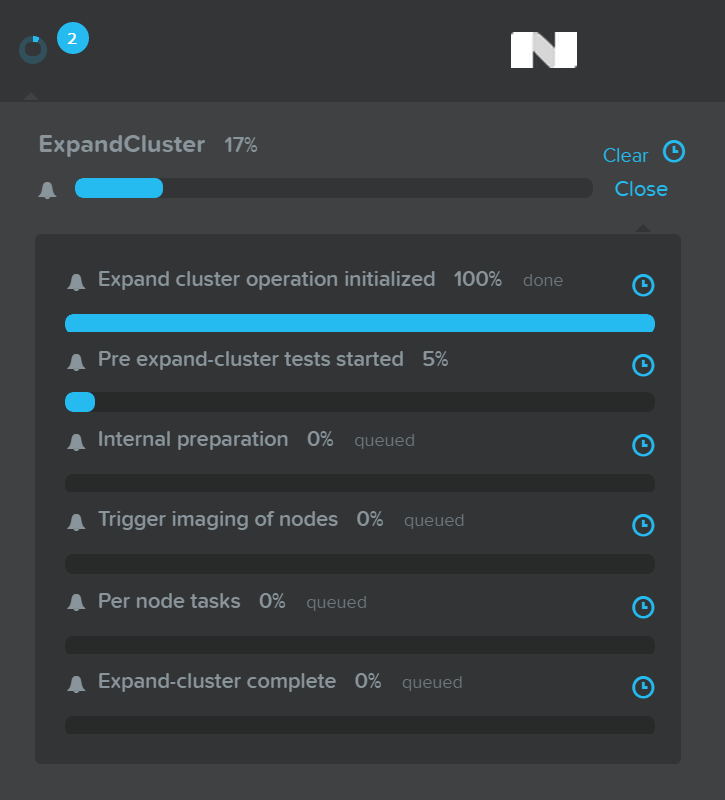 2
N
ExpandCluster 17%
Clear
Close
Expand cluster operation initialized 100% done
Pre expand-cluster tests started 5%
Internal preparation 0% queued
Trigger imaging of nodes 0% queued
Per node tasks 0% queued
Expand-cluster complete 0% queued